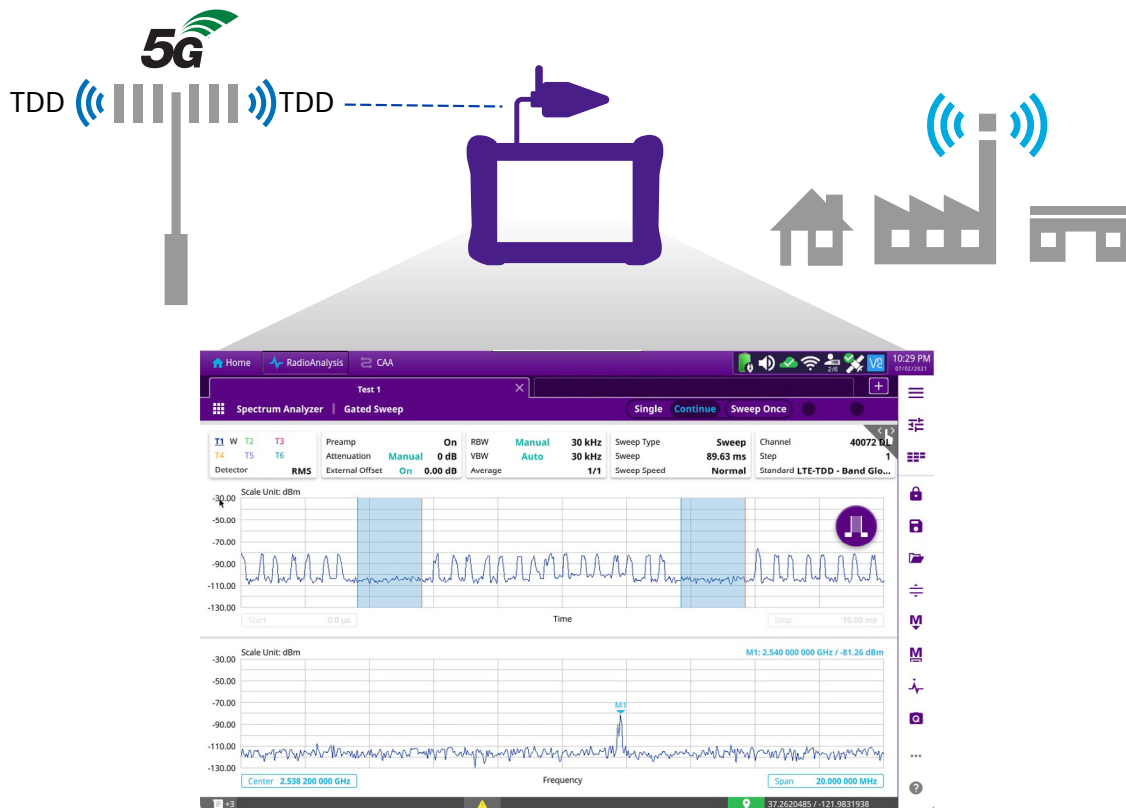 5G
TDD TDD
Home RadioAnalysis CAA 2/6 10:29 PM
07/02/2021
Test 1
Spectrum Analyzer | Gated Sweep Single Continue Sweep Once
T1 W T2 T3 Preamp On RBW Manual 30 kHz Sweep Type Sweep Channel 40072 DL
T4 T5 T6 Attenuation Manual 0 dB VBW Auto 30 kHz Sweep 89.63 ms Step 1
Detector RMS External Offset On 0.00 dB Average 1/1 Sweep Speed Normal Standard LTE-TDD - Band Glo...
Scale Unit: dBm
-30.00
-50.00
-70.00
-90.00
-110.00
-130.00
Start 0.0 μs Time Stop 10.00 ms
Scale Unit: dBm M1: 2.540 000 000 GHz / -81.26 dBm
-30.00
-50.00
-70.00
M1
-90.00
-110.00
-130.00
Center 2.538 200 000 GHz Frequency Span 20.000 000 MHz
+3 37.2620485 / -121.9831938
M
M